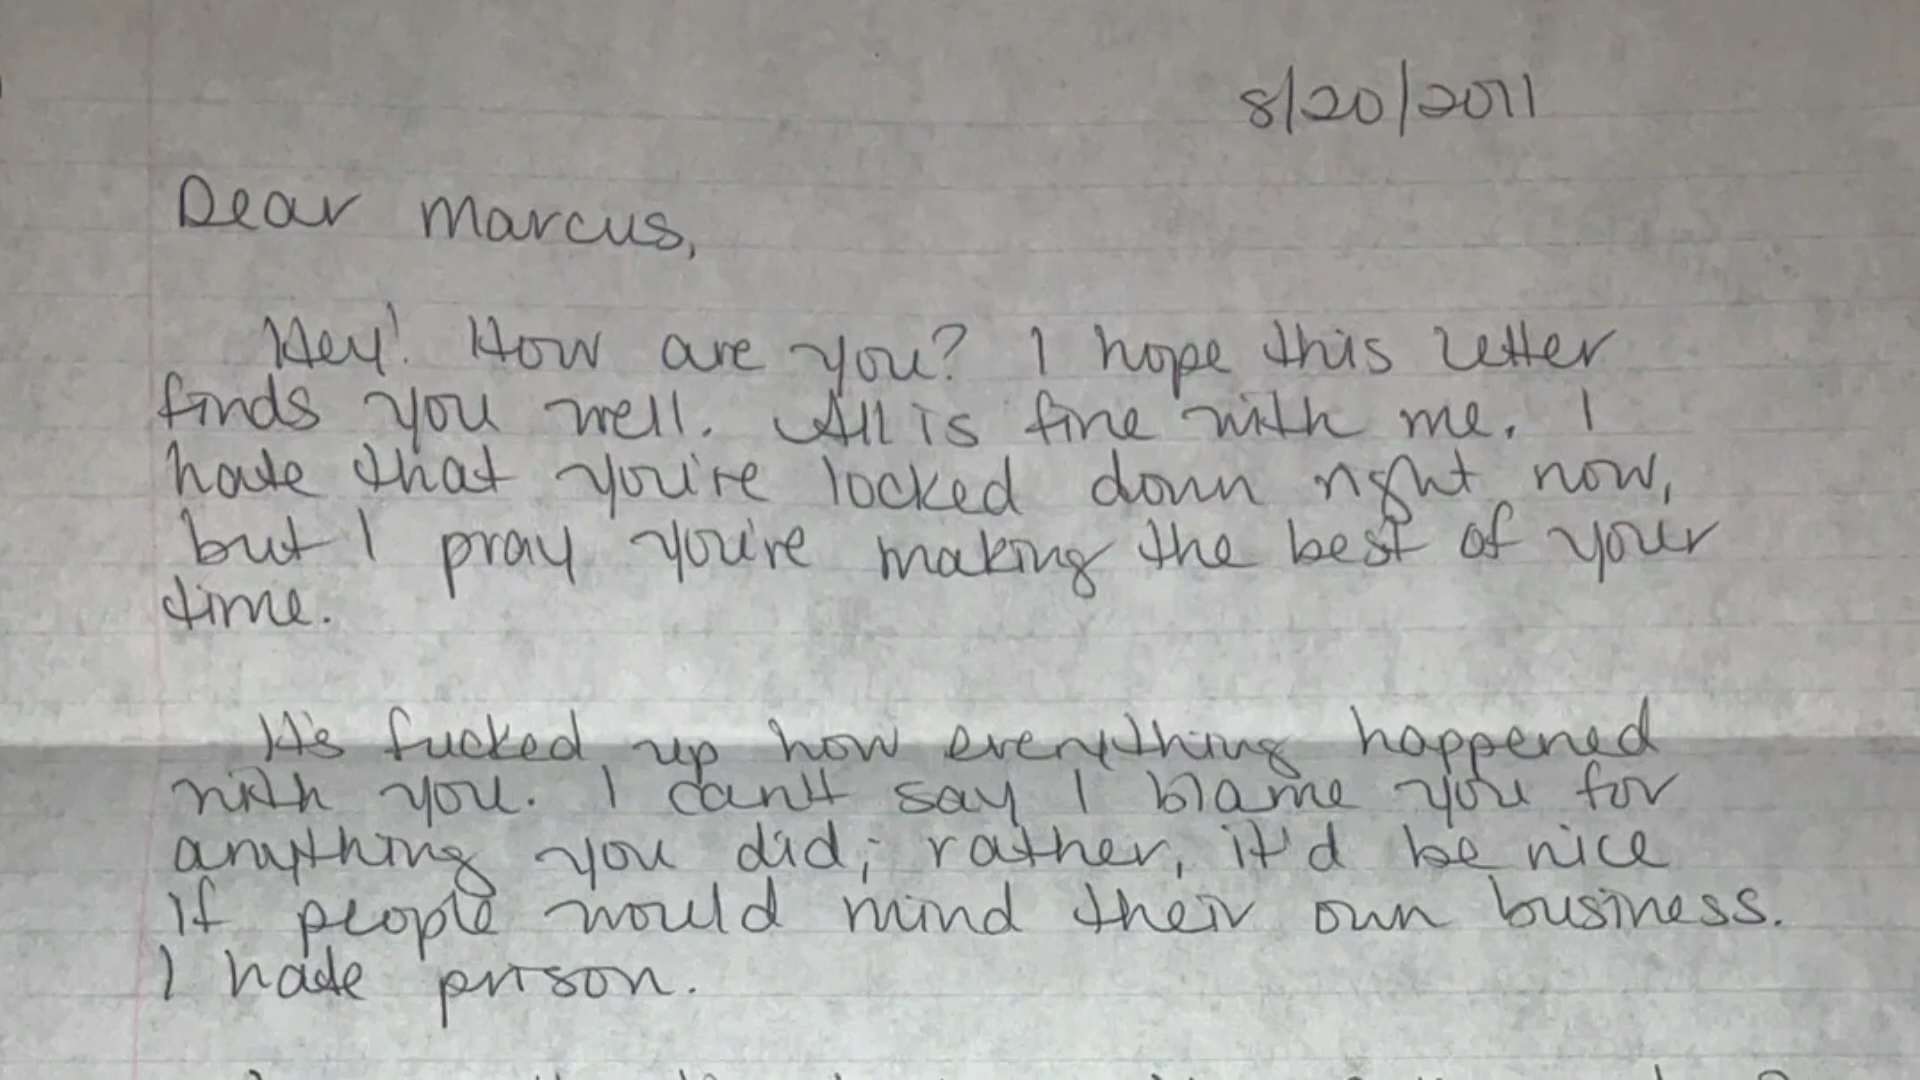 8/20/2011
Dear Marcus,
Hey! How are you? I hope this letter
finds you well. All is fine with me. I
hate that you're locked down right now,
but I pray you're making the best of your
time.
It's fucked up how everything happened
with you. I can't say I blame you for
anything you did; rather, it'd be nice
if people would mind their own business.
I hate prison.